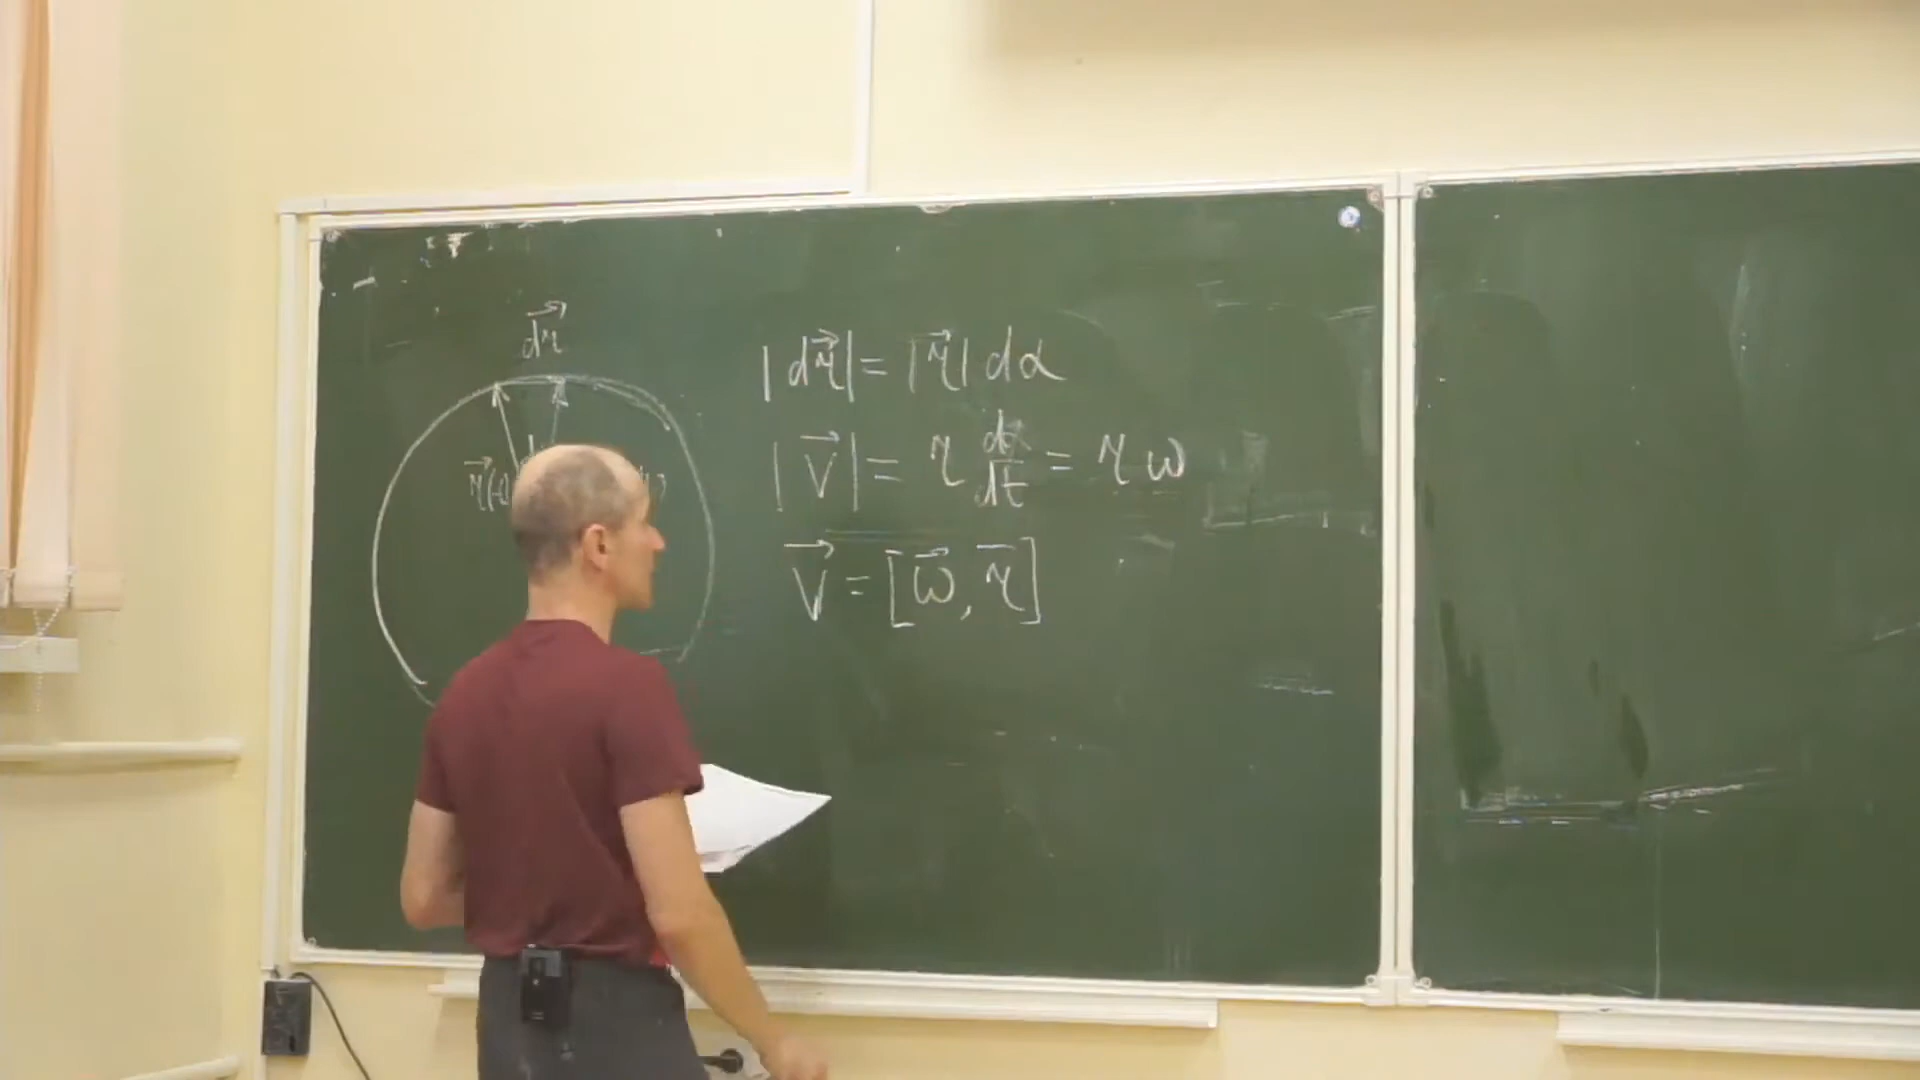 dr⃗
|dr⃗| = |r⃗| dα
|V⃗| = r dα/dt = r ω
V⃗ = [ω⃗, r̅]